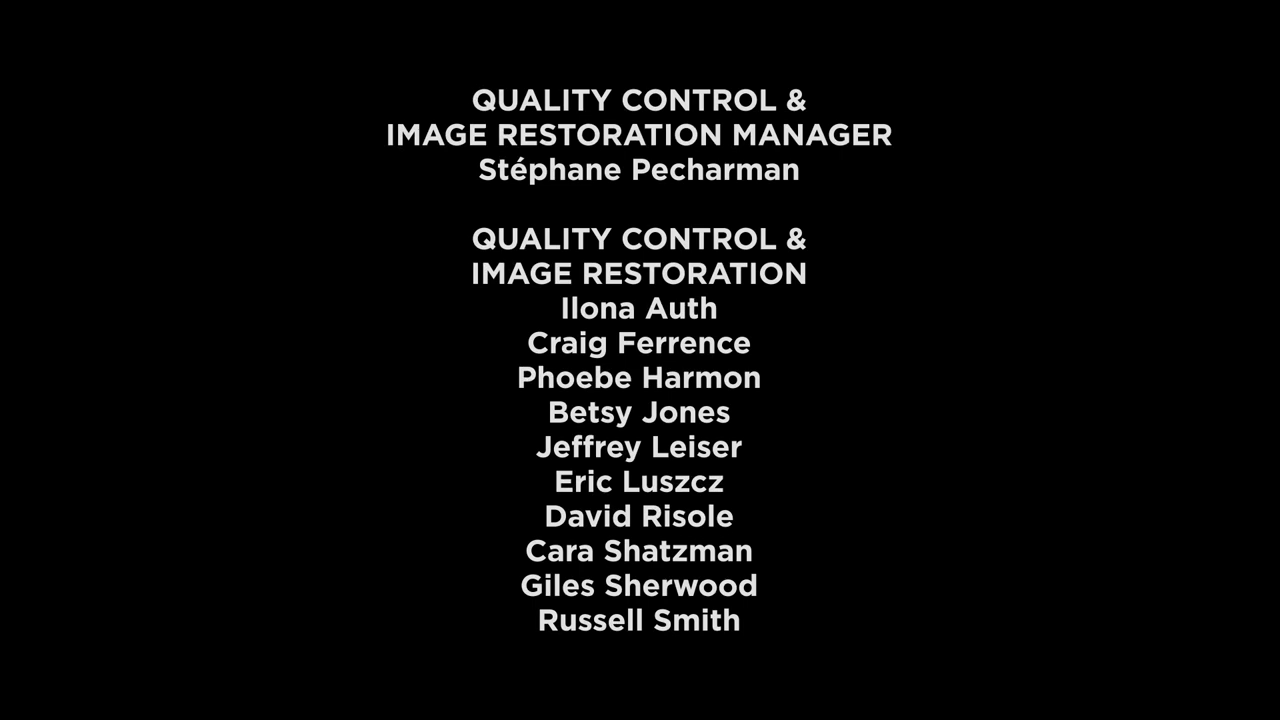 QUALITY CONTROL &
IMAGE RESTORATION MANAGER
Stéphane Pecharman
QUALITY CONTROL &
IMAGE RESTORATION
Ilona Auth
Craig Ferrence
Phoebe Harmon
Betsy Jones
Jeffrey Leiser
Eric Luszcz
David Risole
Cara Shatzman
Giles Sherwood
Russell Smith